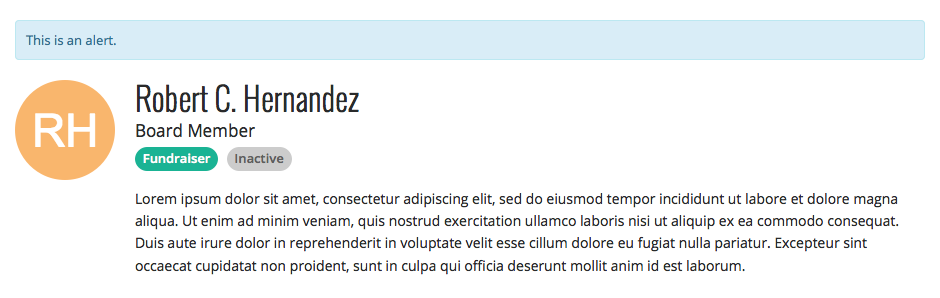 This is an alert.
RH
Robert C. Hernandez
Board Member
Fundraiser Inactive
Lorem ipsum dolor sit amet, consectetur adipiscing elit, sed do eiusmod tempor incididunt ut labore et dolore magna
aliqua. Ut enim ad minim veniam, quis nostrud exercitation ullamco laboris nisi ut aliquip ex ea commodo consequat.
Duis aute irure dolor in reprehenderit in voluptate velit esse cillum dolore eu fugiat nulla pariatur. Excepteur sint
occaecat cupidatat non proident, sunt in culpa qui officia deserunt mollit anim id est laborum.